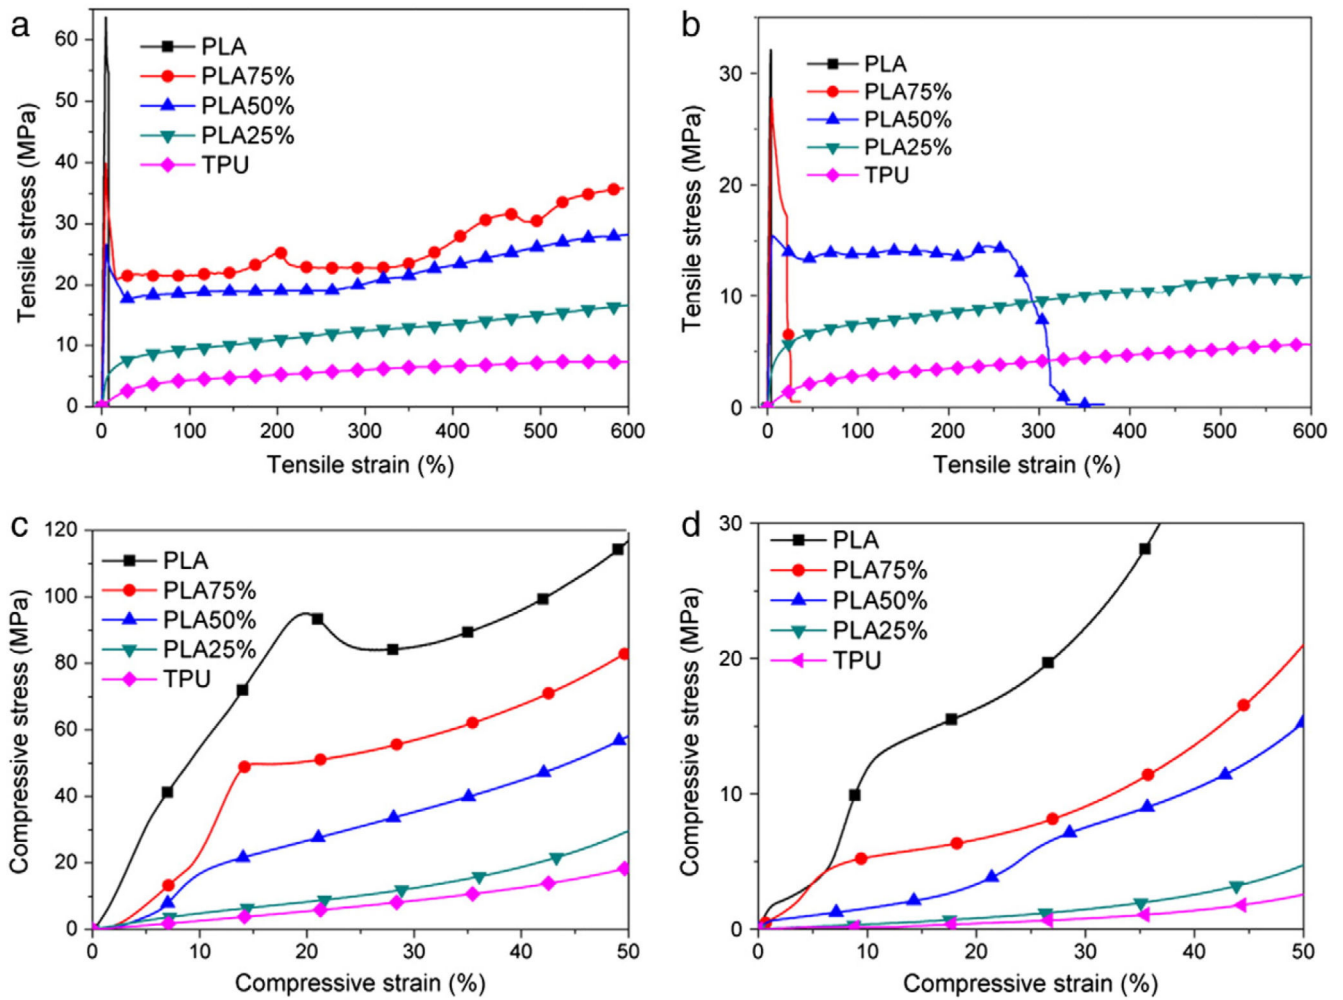 a
Tensile stress (MPa)
60
50
40
30
20
10
0
PLA
PLA75%
PLA50%
PLA25%
TPU
0 100 200 300 400 500 600
Tensile strain (%)
b
Tensile stress (MPa)
30
20
10
0
PLA
PLA75%
PLA50%
PLA25%
TPU
0 100 200 300 400 500 600
Tensile strain (%)
c
Compressive stress (MPa)
120
100
80
60
40
20
0
PLA
PLA75%
PLA50%
PLA25%
TPU
0 10 20 30 40 50
Compressive strain (%)
d
Compressive stress (MPa)
30
20
10
0
PLA
PLA75%
PLA50%
PLA25%
TPU
0 10 20 30 40 50
Compressive strain (%)